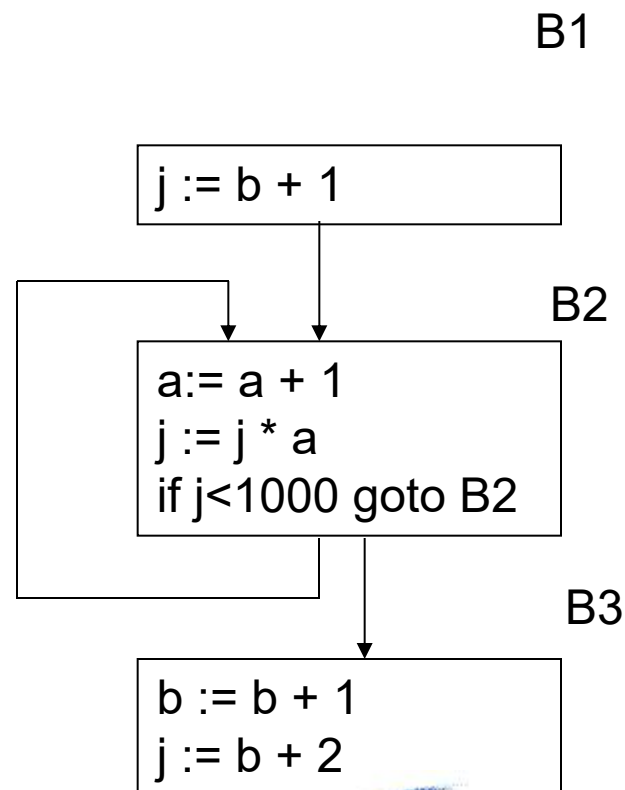 B1
j := b + 1
B2
a:= a + 1
j := j * a
if j<1000 goto B2
B3
b := b + 1
j := b + 2